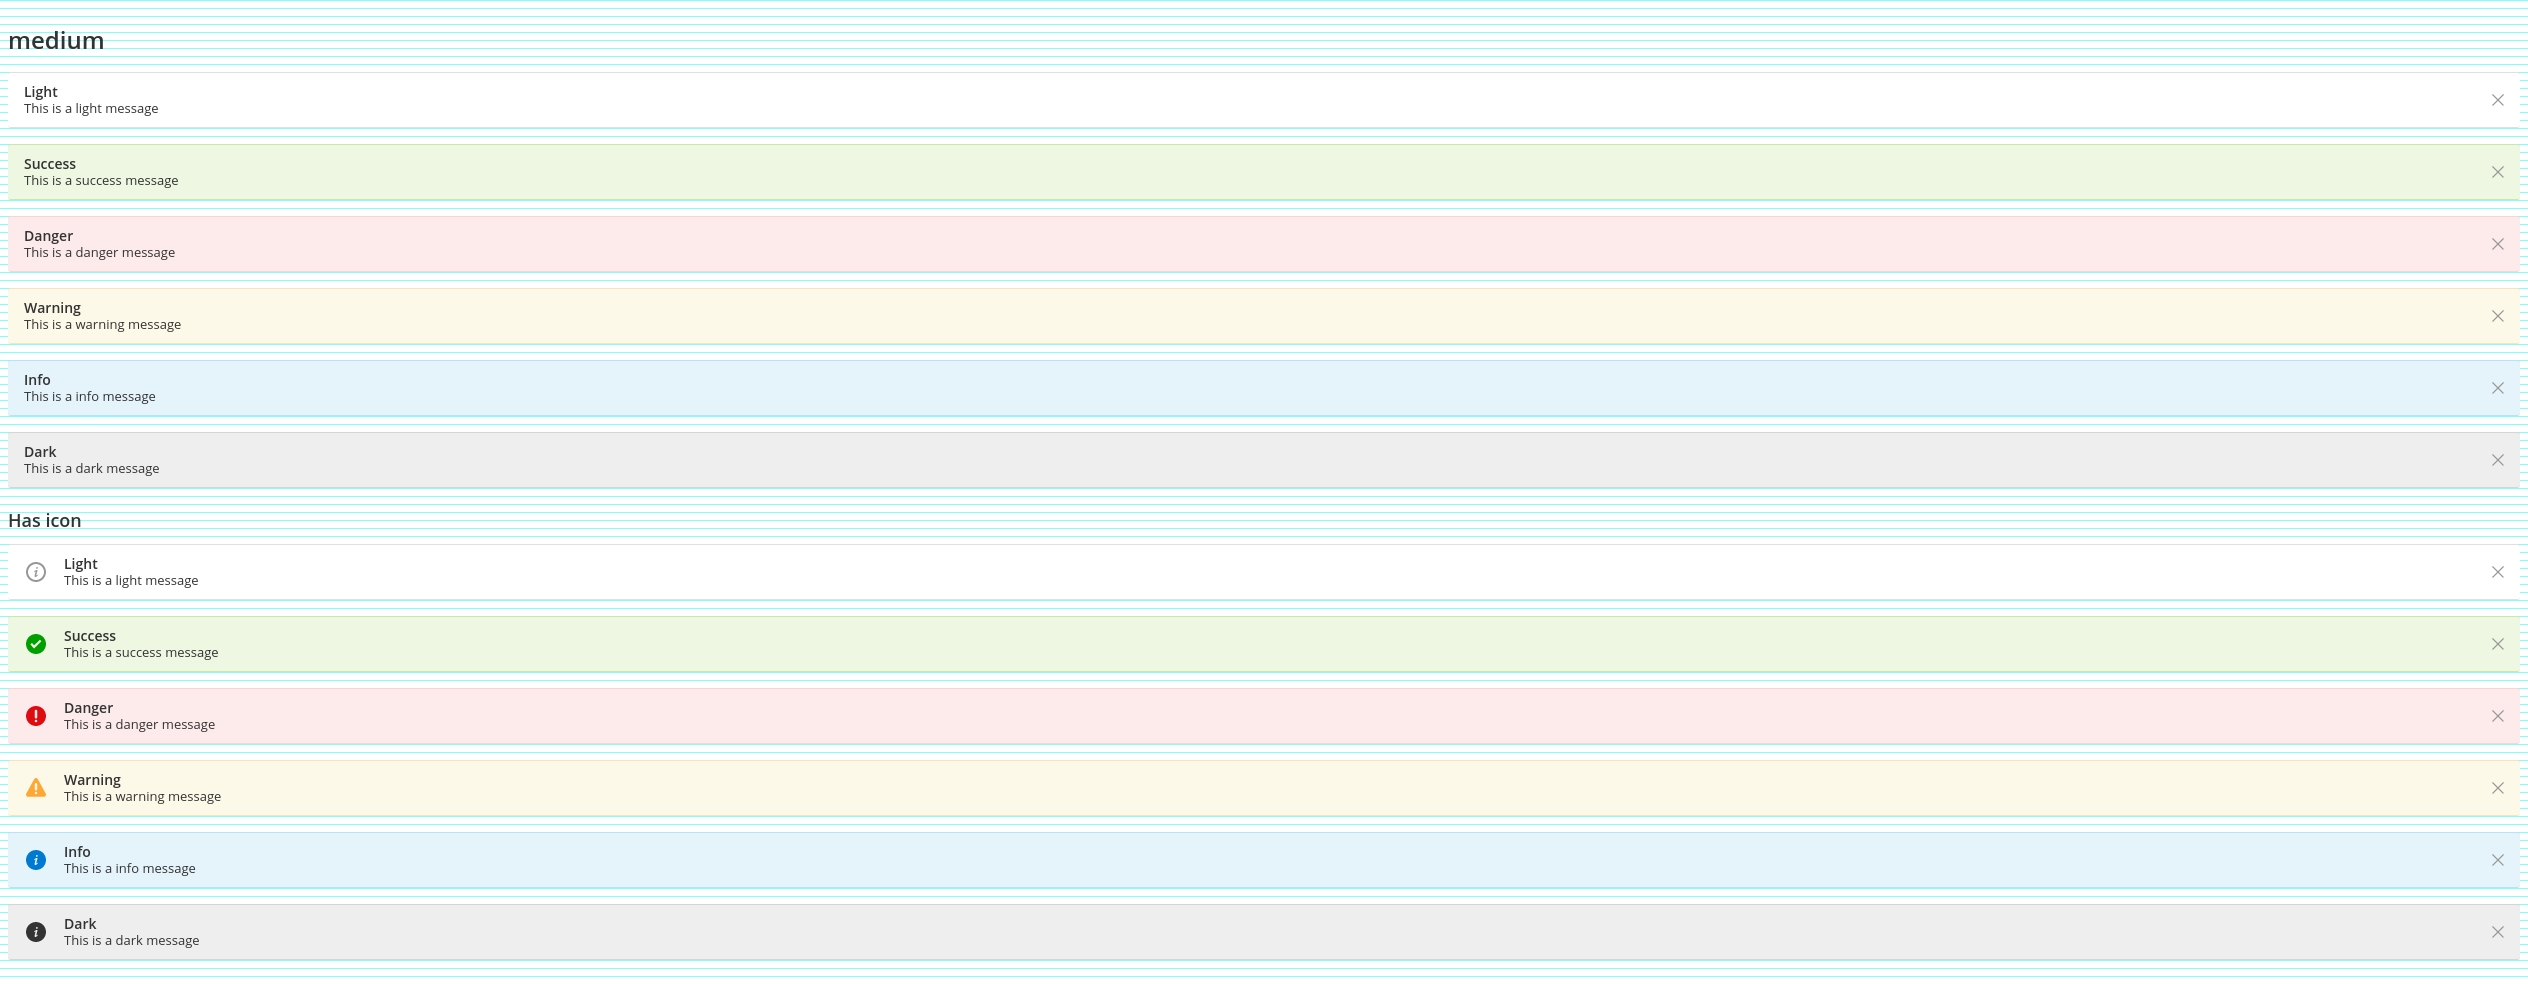 medium
Light
This is a light message
Success
This is a success message
Danger
This is a danger message
Warning
This is a warning message
Info
This is a info message
Dark
This is a dark message
Has icon
Light
This is a light message
Success
This is a success message
Danger
This is a danger message
Warning
This is a warning message
Info
This is a info message
Dark
This is a dark message